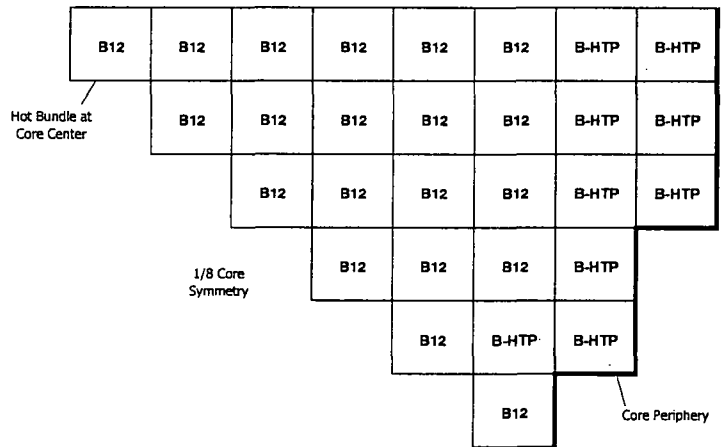 B12 B12 B12 B12 B12 B12 B-HTP B-HTP
Hot Bundle at
Core Center
B12 B12 B12 B12 B12 B-HTP B-HTP
B12 B12 B12 B12 B-HTP B-HTP
1/8 Core
Symmetry
B12 B12 B12 B-HTP
B12 B-HTP B-HTP
B12
Core Periphery